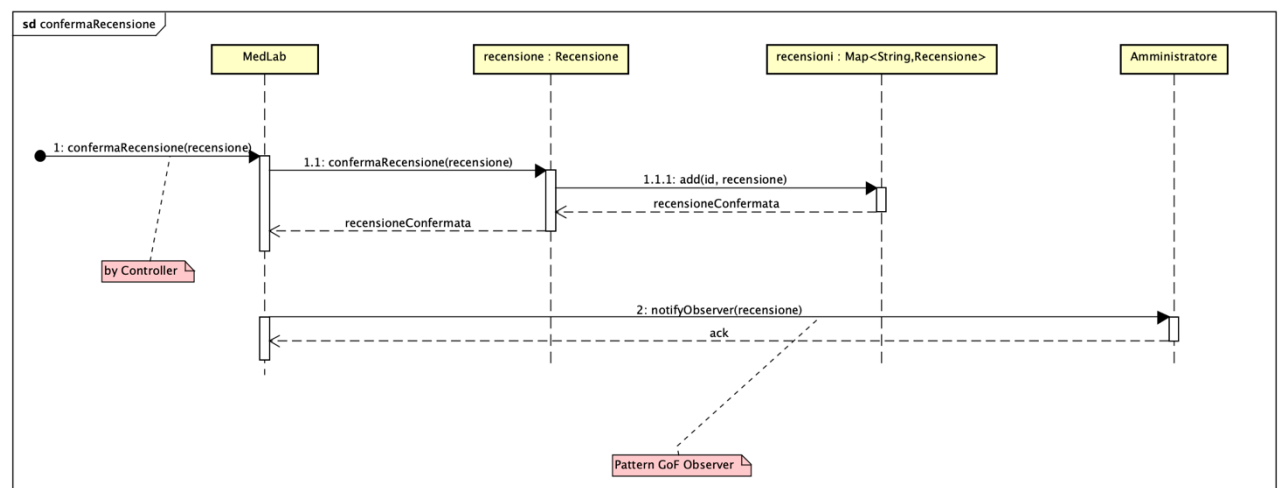 sd confermaRecensione
MedLab
recensione : Recensione
recensioni : Map<String,Recensione>
Amministratore
1: confermaRecensione(recensione)
1.1: confermaRecensione(recensione)
1.1.1: add(id, recensione)
recensioneConfermata
recensioneConfermata
by Controller
2: notifyObserver(recensione)
ack
Pattern GoF Observer